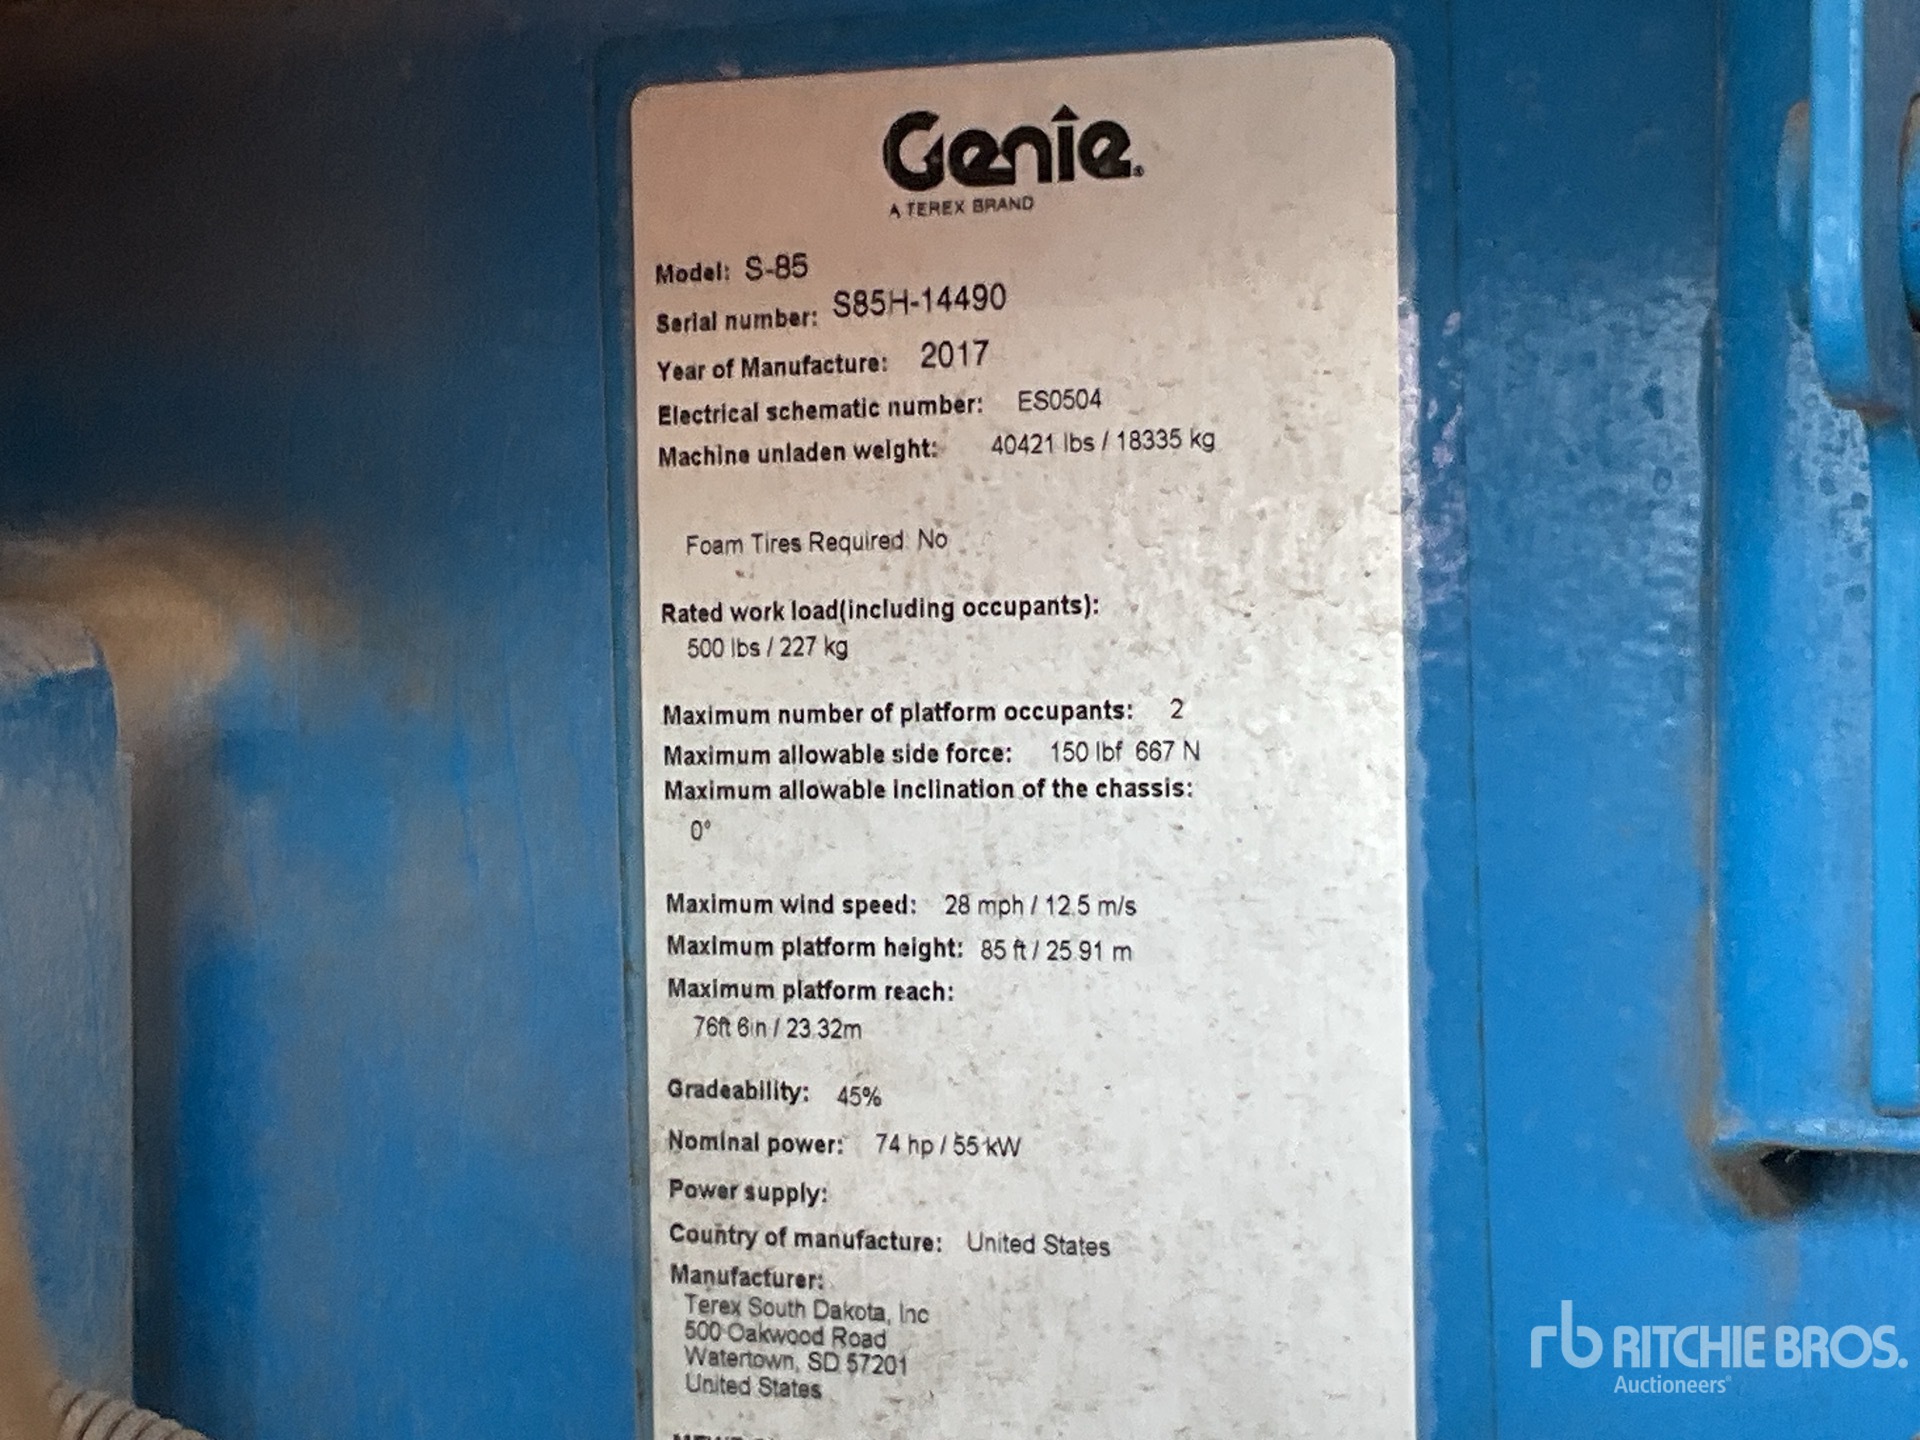 Genie®
A TEREX BRAND
Model: S-85
Serial number: S85H-14490
Year of Manufacture: 2017
Electrical schematic number: ES0504
Machine unladen weight: 40421 lbs / 18335 kg
Foam Tires Required: No
Rated work load(including occupants):
500 lbs / 227 kg
Maximum number of platform occupants: 2
Maximum allowable side force: 150 lbf 667 N
Maximum allowable inclination of the chassis:
0°
Maximum wind speed: 28 mph / 12.5 m/s
Maximum platform height: 85 ft / 25.91 m
Maximum platform reach:
76ft 6in / 23.32m
Gradeability: 45%
Nominal power: 74 hp / 55 kW
Power supply:
Country of manufacture: United States
Manufacturer:
Terex South Dakota, Inc
500 Oakwood Road
Watertown, SD 57201
United States
rb RITCHIE BROS.
Auctioneers®